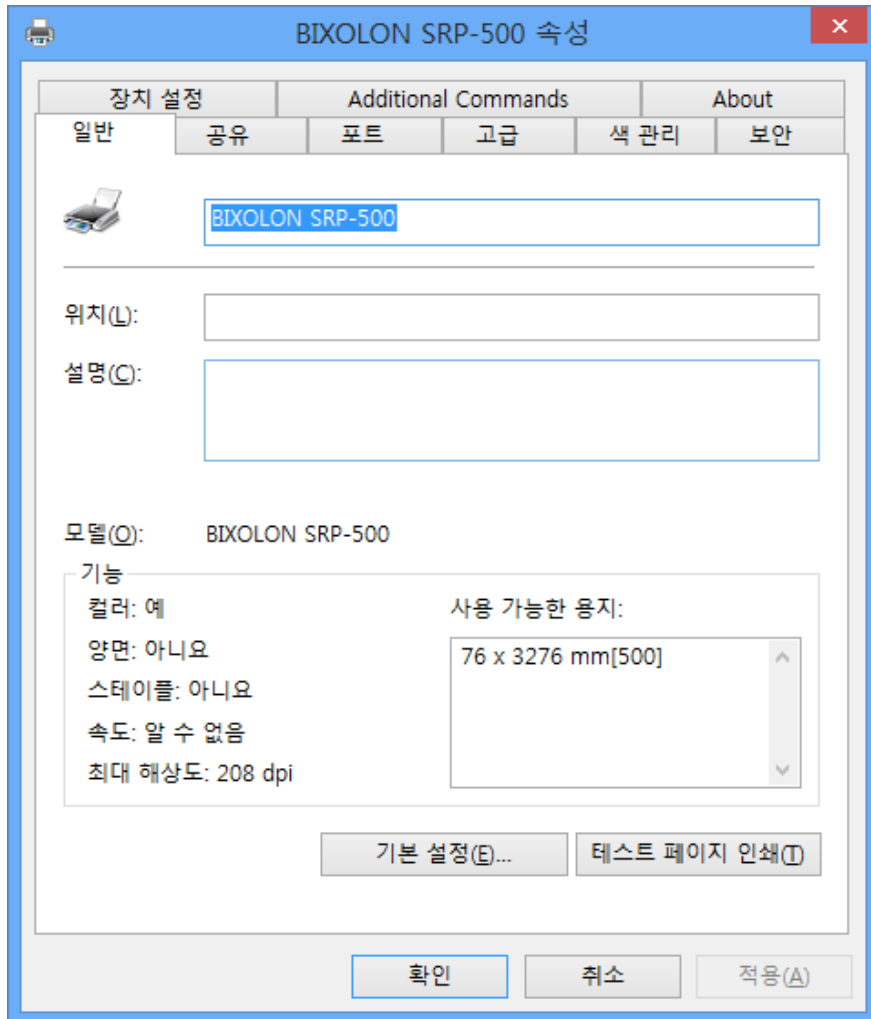 BIXOLON SRP-500 속성
장치 설정 Additional Commands About
일반 공유 포트 고급 색 관리 보안
BIXOLON SRP-500
위치(L):
설명(C):
모델(O): BIXOLON SRP-500
기능
컬러: 예 사용 가능한 용지:
양면: 아니요 76 x 3276 mm[500]
스테이플: 아니요
속도: 알 수 없음
최대 해상도: 208 dpi
기본 설정(E)... 테스트 페이지 인쇄(T)
확인 취소 적용(A)